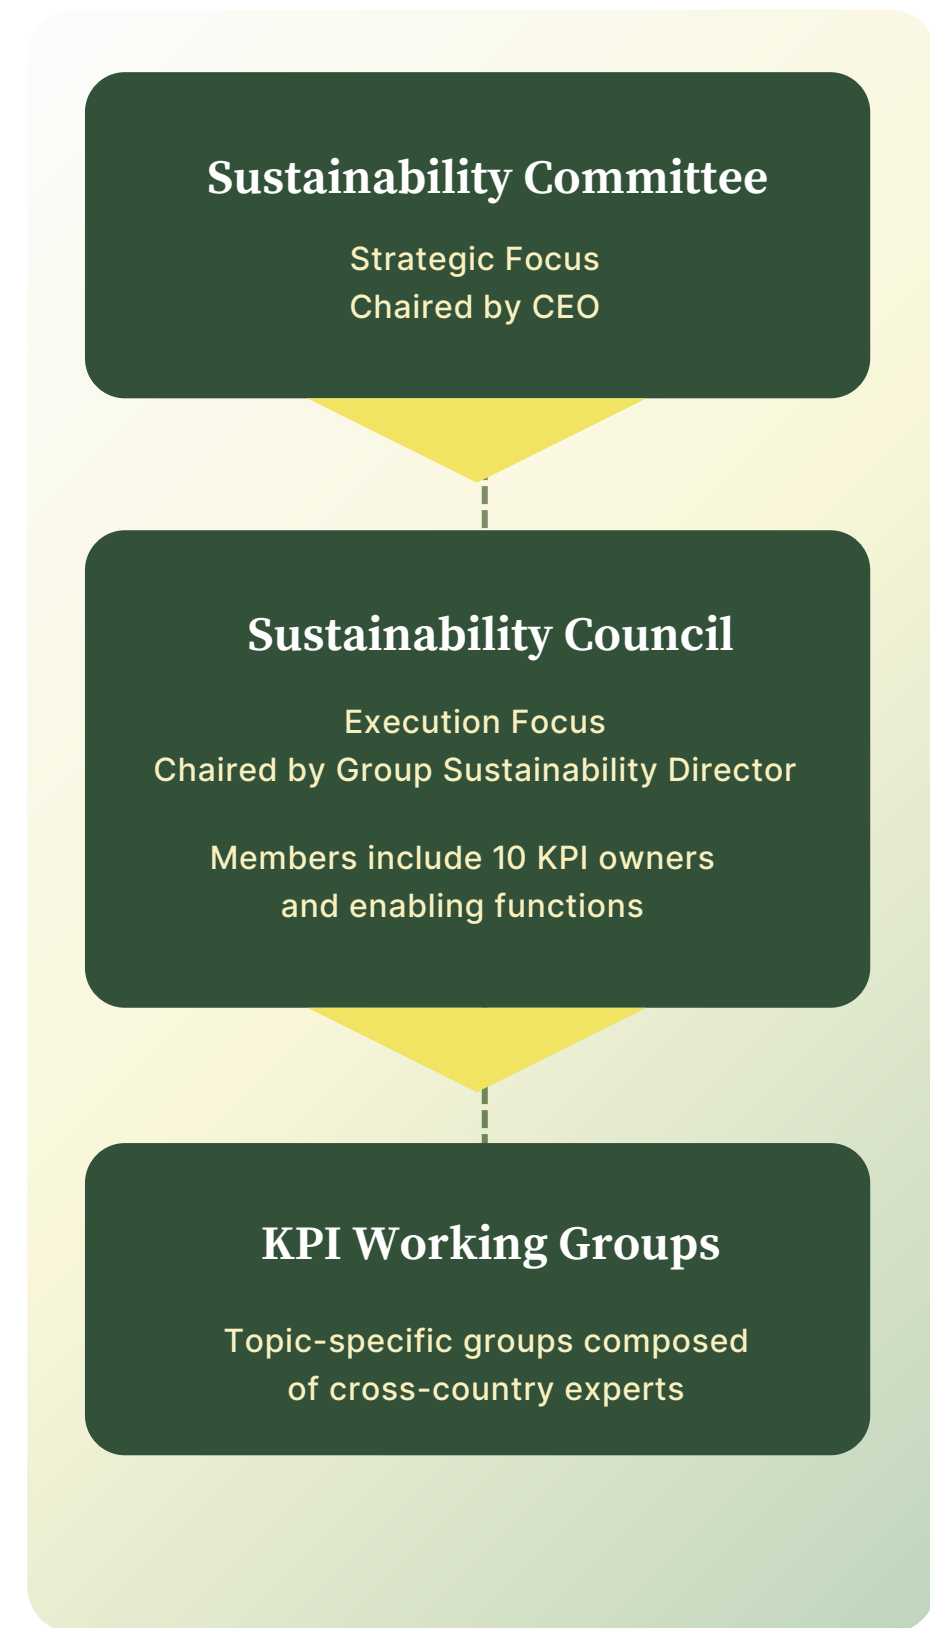 Sustainability Committee
Strategic Focus
Chaired by CEO
Sustainability Council
Execution Focus
Chaired by Group Sustainability Director
Members include 10 KPI owners
and enabling functions
KPI Working Groups
Topic-specific groups composed
of cross-country experts